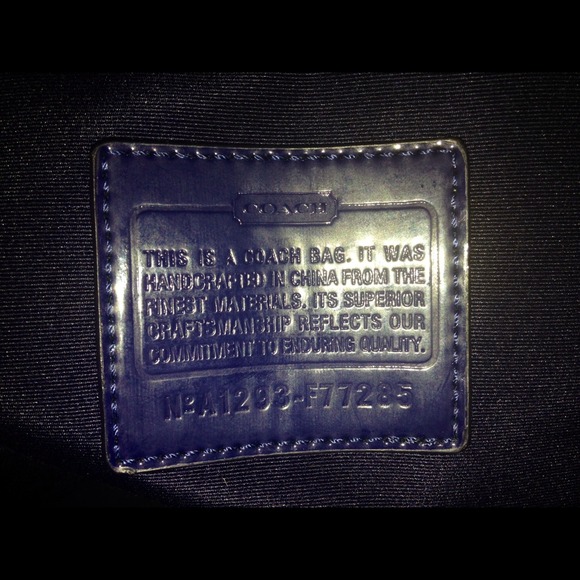 COACH
THIS IS A COACH BAG. IT WAS
HANDCRAFTED IN CHINA FROM THE
FINEST MATERIALS. ITS SUPERIOR
CRAFTSMANSHIP REFLECTS OUR
COMMITMENT TO ENDURING QUALITY.
Nº A1293-F77285